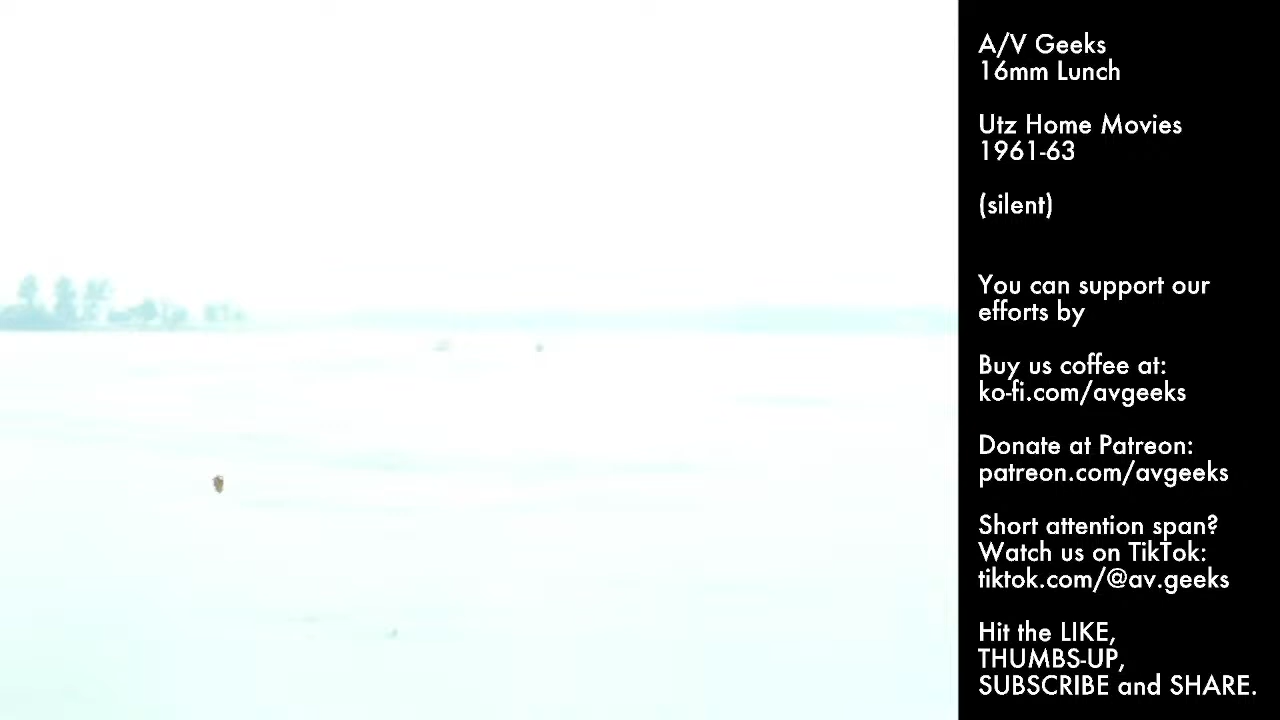 A/V Geeks
16mm Lunch
Utz Home Movies
1961-63
(silent)
You can support our
efforts by
Buy us coffee at:
ko-fi.com/avgeeks
Donate at Patreon:
patreon.com/avgeeks
Short attention span?
Watch us on TikTok:
tiktok.com/@av.geeks
Hit the LIKE,
THUMBS-UP,
SUBSCRIBE and SHARE.